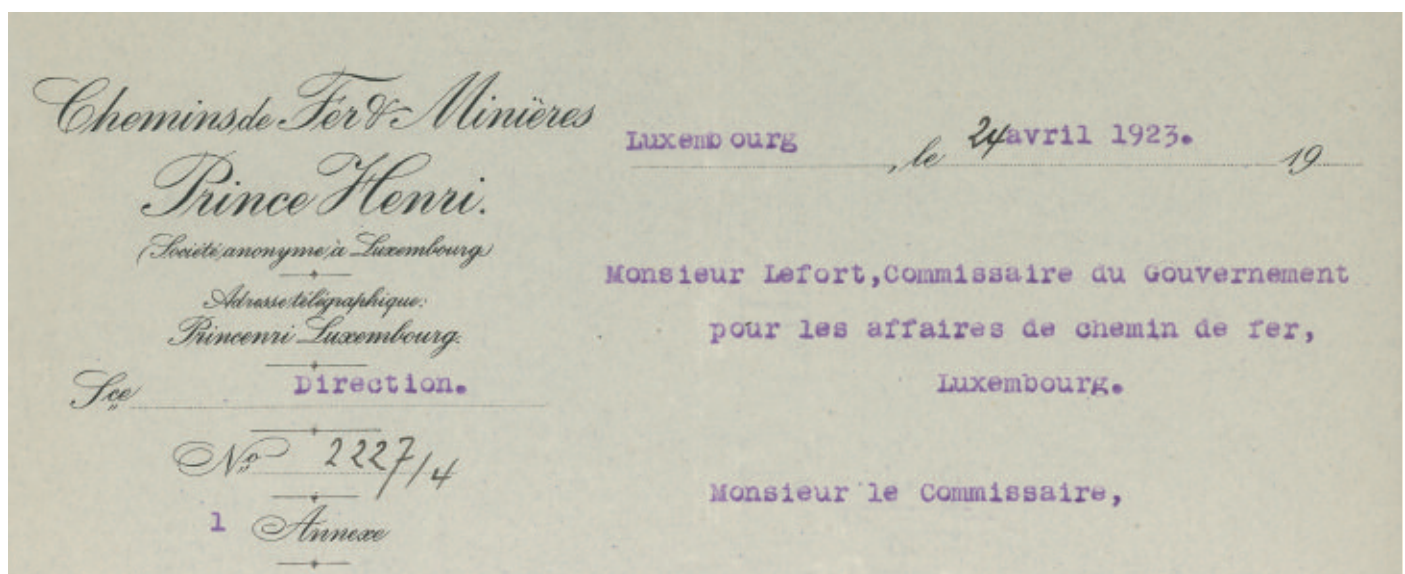 Chemins de Fer & Minières
Prince Henri.
(Société anonyme à Luxembourg)
Adresse télégraphique:
Princenri Luxembourg.
Sce Direction.
No 2227/4
1 Annexe
Luxembourg, le 24 avril 1923. 19
Monsieur Lefort, Commissaire du Gouvernement
pour les affaires de chemin de fer,
Luxembourg.
Monsieur le Commissaire,